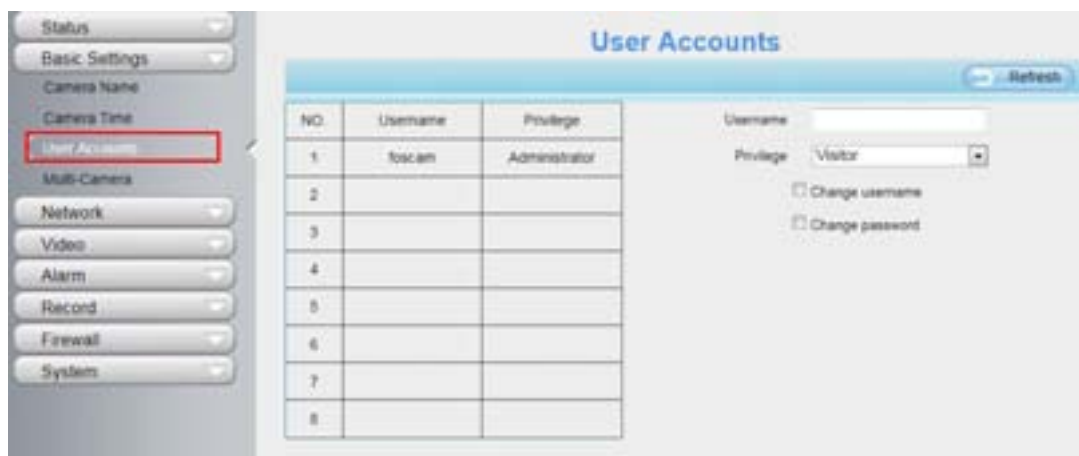 Status
Basic Settings
Camera Name
Camera Time
User Accounts
Multi-Camera
Network
Video
Alarm
Record
Firewall
System
User Accounts
Refresh
NO. Username Privilege
1 foscam Administrator
2
3
4
5
6
7
8
Username
Privilege Visitor
Change username
Change password